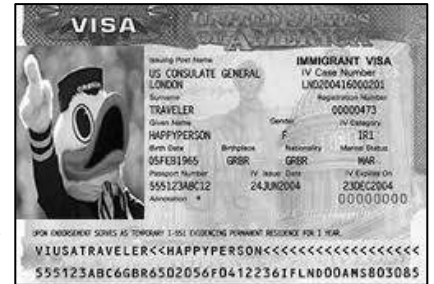 VISA UNITED STATES
OF AMERICA
Issuing Post Name IMMIGRANT VISA
US CONSULATE GENERAL IV Case Number
LONDON LND200416000201
Surname Registration Number
TRAVELER 00000473
Given Name Gender IV Category
HAPPYPERSON F IR1
Birth Date Birthplace Nationality Marital Status
05FEB1965 GRBR GRBR MAR
Passport Number IV Issue Date IV Expires On
555123ABC12 24JUN2004 23DEC2004
Annotation * 00000000
UPON ENDORSEMENT SERVES AS TEMPORARY I-551 EVIDENCING PERMANENT RESIDENCE FOR 1 YEAR.
VIUSATRAVELER<<HAPPYPERSON<<<<<<<<<<<<<<<<<<
555123ABC6GBR6502056F0412236IFLND00AMS803085